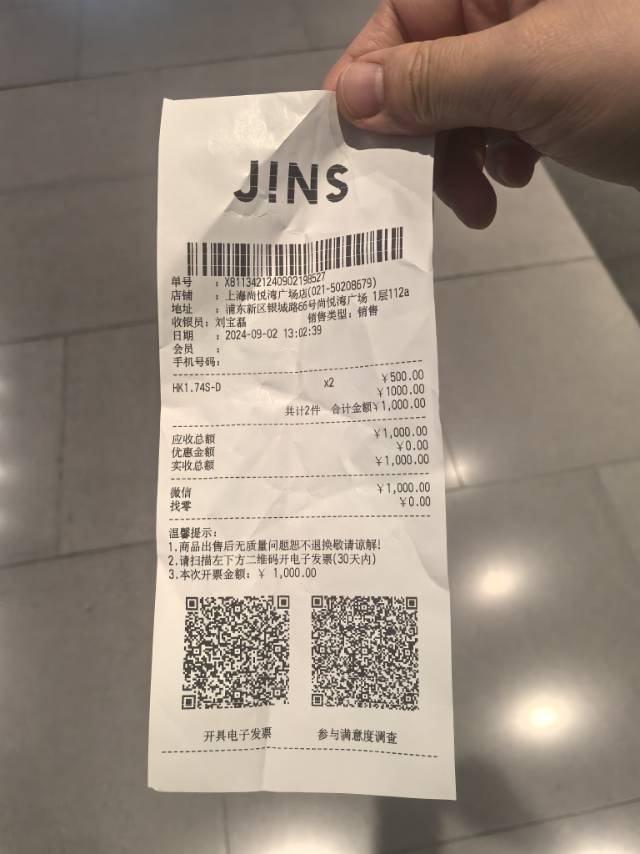 JINS
单号 : X8113421240902198527
店铺 : 上海尚悦湾广场店(021-50208679)
地址 : 浦东新区银城路66号尚悦湾广场 1层112a
收银员: 刘宝磊 销售类型: 销售
日期 : 2024-09-02 13:02:39
会员 :
手机号码:
HK1.74S-D x2 ¥500.00
¥1000.00
共计2件 合计金额¥1,000.00
应收总额 ¥1,000.00
优惠金额 ¥0.00
实收总额 ¥1,000.00
微信 ¥1,000.00
找零 ¥0.00
温馨提示:
1.商品出售后无质量问题恕不退换敬请谅解!
2.请扫描左下方二维码开电子发票(30天内)
3.本次开票金额: ¥ 1,000.00
开具电子发票 参与满意度调查